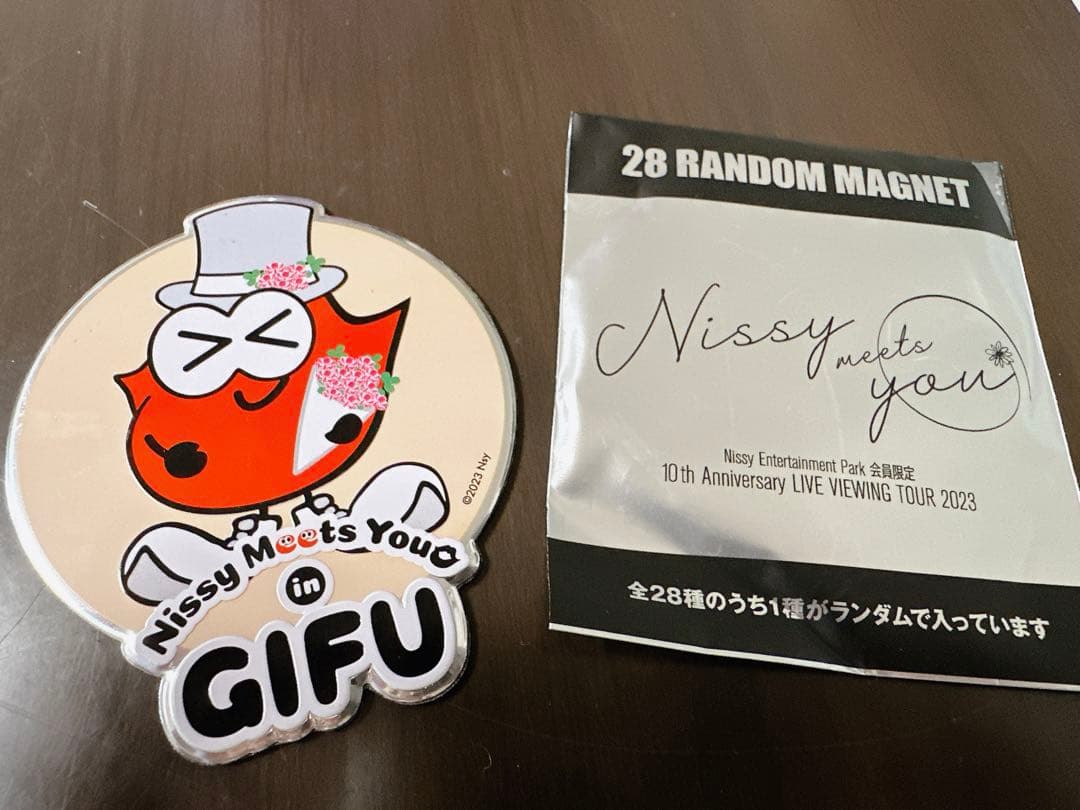 ©2023 Nsy
Nissy Meets You
in
GIFU
28 RANDOM MAGNET
Nissy meets you
Nissy Entertainment Park 会員限定
10th Anniversary LIVE VIEWING TOUR 2023
全28種のうち1種がランダムで入っています